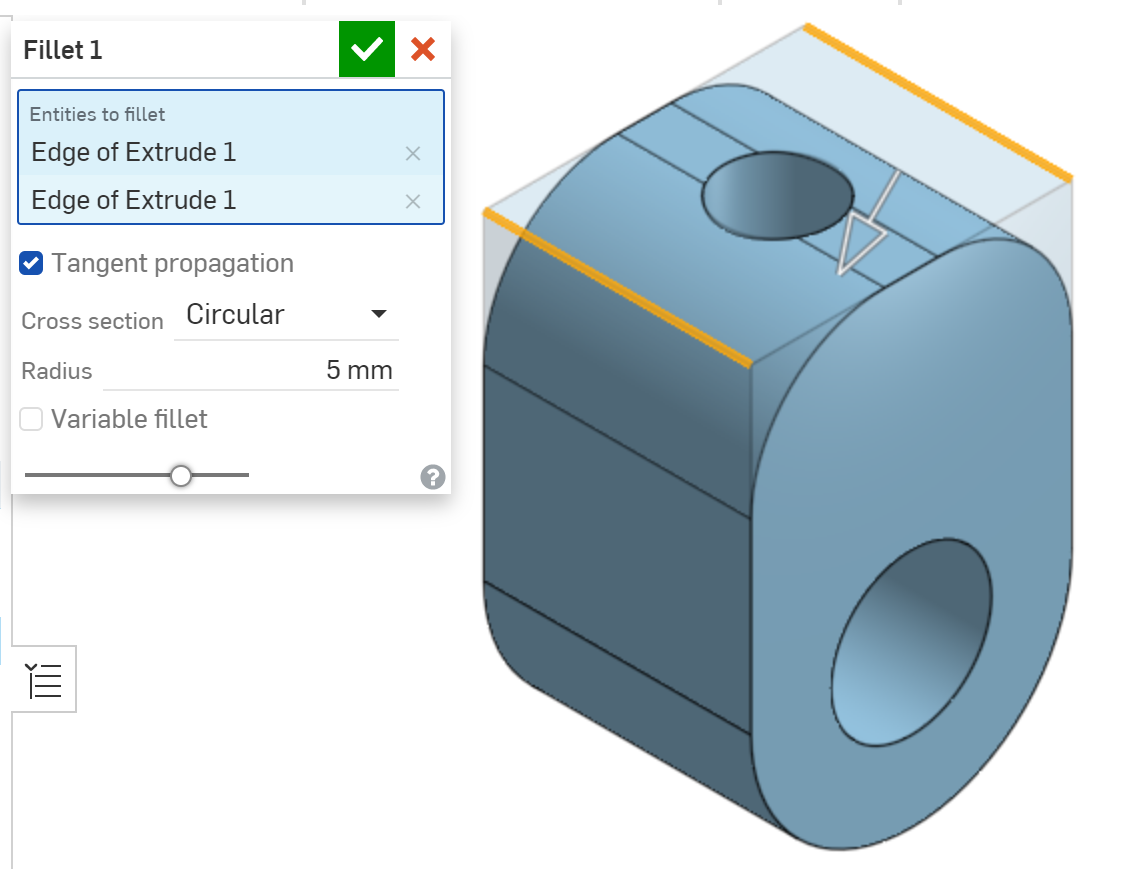 Fillet 1
Entities to fillet
Edge of Extrude 1
Edge of Extrude 1
Tangent propagation
Cross section Circular
Radius 5 mm
Variable fillet
?